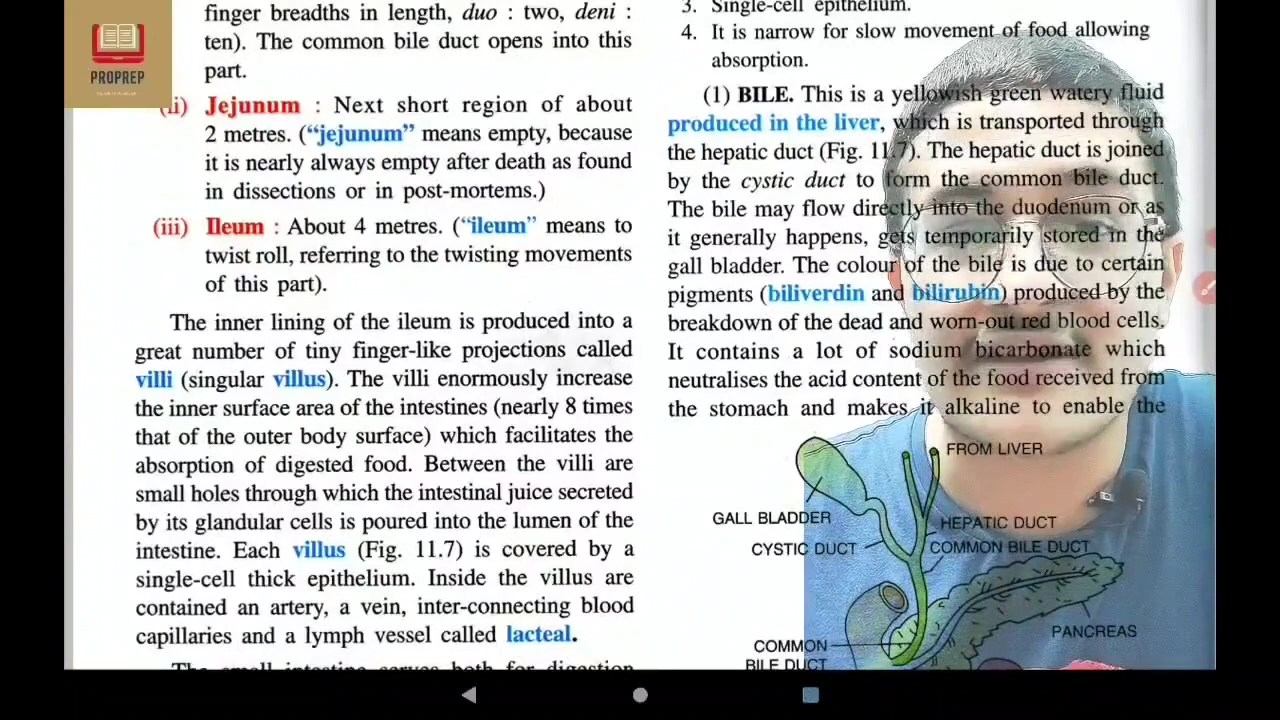 PROPREP
finger breadths in length, duo : two, deni :
ten). The common bile duct opens into this
part.
(ii) Jejunum : Next short region of about
2 metres. (“jejunum” means empty, because
it is nearly always empty after death as found
in dissections or in post-mortems.)
(iii) Ileum : About 4 metres. (“ileum” means to
twist roll, referring to the twisting movements
of this part).
The inner lining of the ileum is produced into a
great number of tiny finger-like projections called
villi (singular villus). The villi enormously increase
the inner surface area of the intestines (nearly 8 times
that of the outer body surface) which facilitates the
absorption of digested food. Between the villi are
small holes through which the intestinal juice secreted
by its glandular cells is poured into the lumen of the
intestine. Each villus (Fig. 11.7) is covered by a
single-cell thick epithelium. Inside the villus are
contained an artery, a vein, inter-connecting blood
capillaries and a lymph vessel called lacteal.
The small intestine serves both for digestion
3. Single-cell epithelium.
4. It is narrow for slow movement of food allowing
absorption.
(1) BILE. This is a yellowish green watery fluid
produced in the liver, which is transported through
the hepatic duct (Fig. 11.7). The hepatic duct is joined
by the cystic duct to form the common bile duct.
The bile may flow directly into the duodenum or as
it generally happens, gets temporarily stored in the
gall bladder. The colour of the bile is due to certain
pigments (biliverdin and bilirubin) produced by the
breakdown of the dead and worn-out red blood cells.
It contains a lot of sodium bicarbonate which
neutralises the acid content of the food received from
the stomach and makes it alkaline to enable the
FROM LIVER
GALL BLADDER
HEPATIC DUCT
CYSTIC DUCT
COMMON BILE DUCT
PANCREAS
COMMON
BILE DUCT